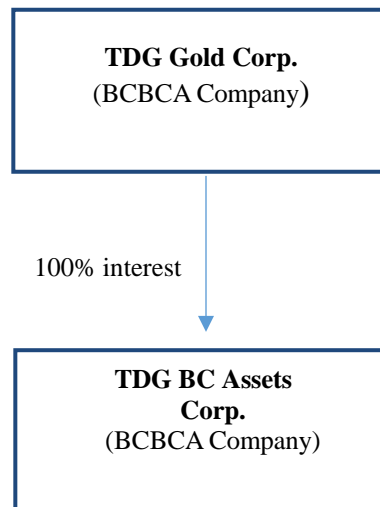 TDG Gold Corp.
(BCBCA Company)
100% interest
TDG BC Assets
Corp.
(BCBCA Company)